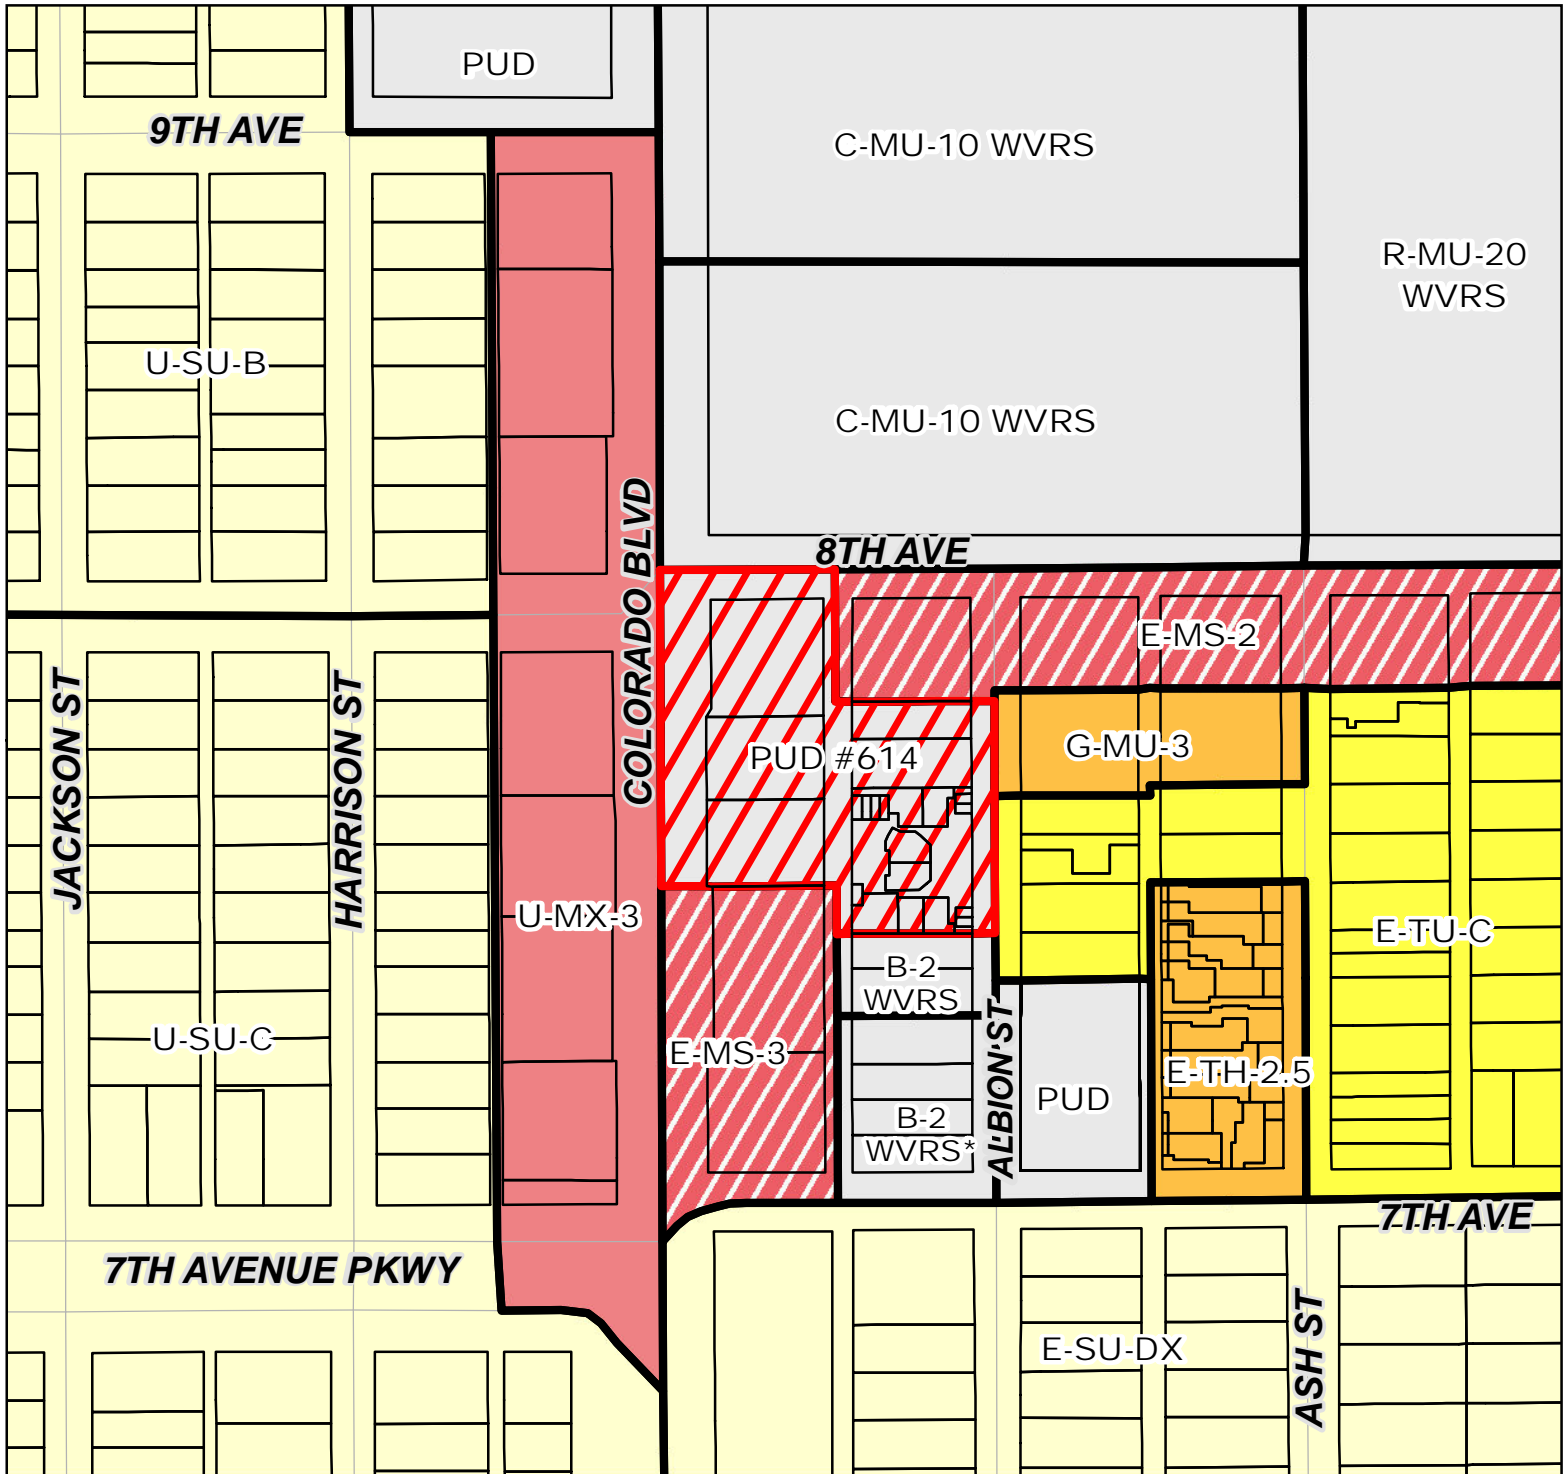 PUD
9TH AVE
C-MU-10 WVRS
R-MU-20
WVRS
U-SU-B
C-MU-10 WVRS
COLORADO BLVD
8TH AVE
E-MS-2
JACKSON ST
HARRISON ST
PUD #614
G-MU-3
U-MX-3
E-TU-C
B-2
WVRS
U-SU-C
E-MS-3
ALBION ST
E-TH-2.5
PUD
B-2
WVRS*
7TH AVE
7TH AVENUE PKWY
E-SU-DX
ASH ST